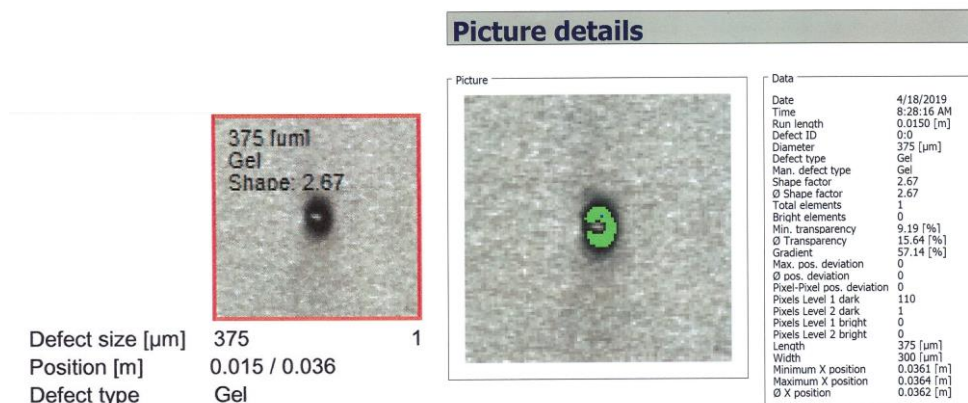 375 [um]
Gel
Shape: 2.67
Defect size [µm] 375 1
Position [m] 0.015 / 0.036
Defect type Gel
Picture details
Picture
Data
Date 4/18/2019
Time 8:28:16 AM
Run length 0.0150 [m]
Defect ID 0:0
Diameter 375 [µm]
Defect type Gel
Man. defect type Gel
Shape factor 2.67
Ø Shape factor 2.67
Total elements 1
Bright elements 0
Min. transparency 9.19 [%]
Ø Transparency 15.64 [%]
Gradient 57.14 [%]
Max. pos. deviation 0
Ø pos. deviation 0
Pixel-Pixel pos. deviation 0
Pixels Level 1 dark 110
Pixels Level 2 dark 1
Pixels Level 1 bright 0
Pixels Level 2 bright 0
Length 375 [µm]
Width 300 [µm]
Minimum X position 0.0361 [m]
Maximum X position 0.0364 [m]
Ø X position 0.0362 [m]